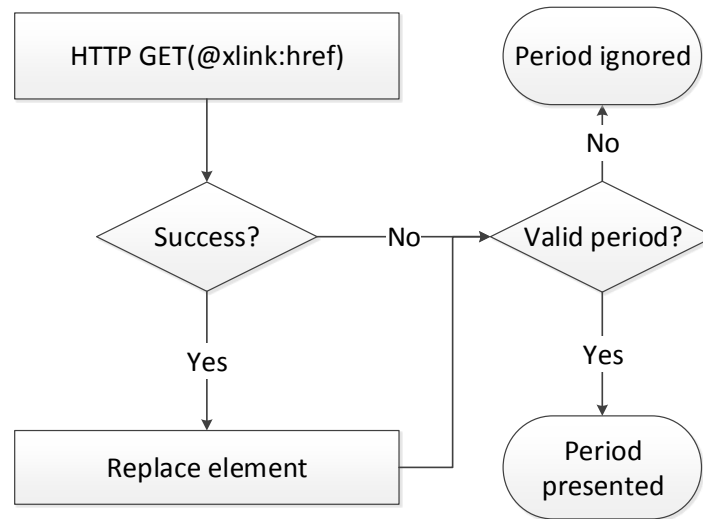 HTTP GET(@xlink:href)
Period ignored
No
Success?
No
Valid period?
Yes
Yes
Replace element
Period
presented